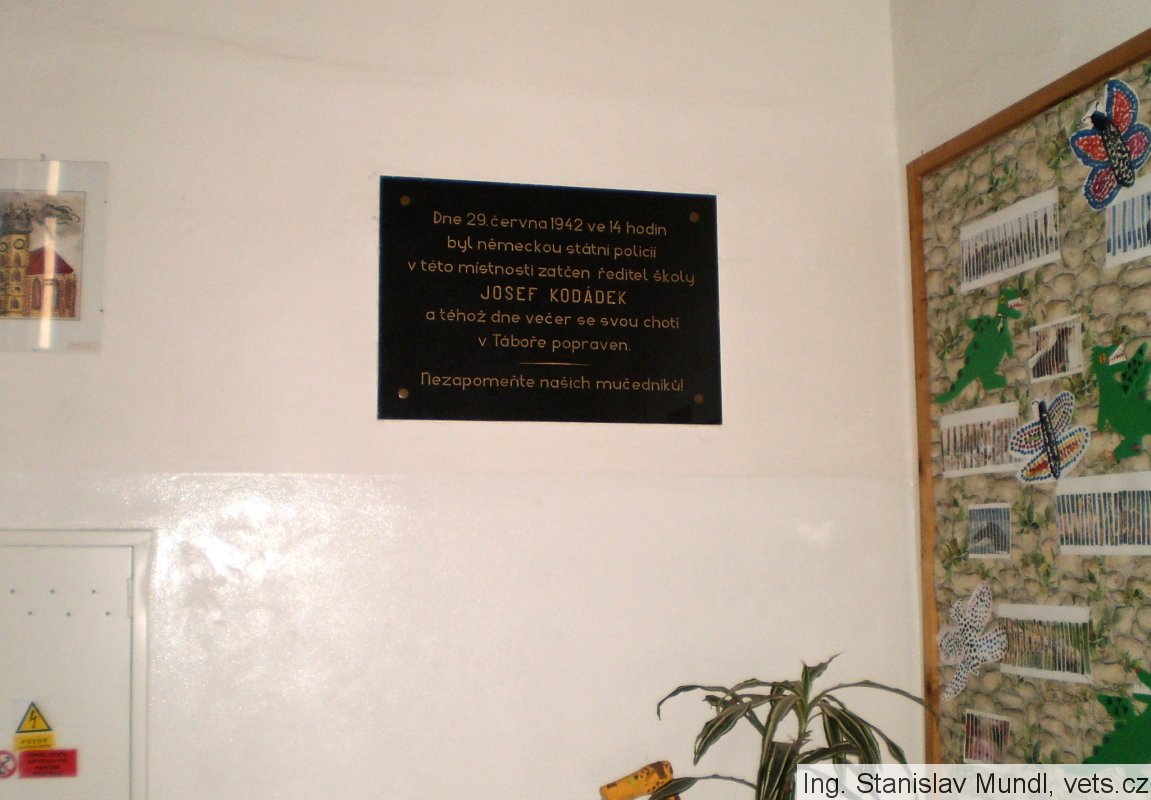 Dne 29. června 1942 ve 14 hodin
byl německou státní policií
v této místnosti zatčen ředitel školy
JOSEF KODÁDEK
a téhož dne večer se svou chotí
v Táboře popraven.
Nezapomeňte našich mučedníků!
Ing. Stanislav Mundl, vets.cz